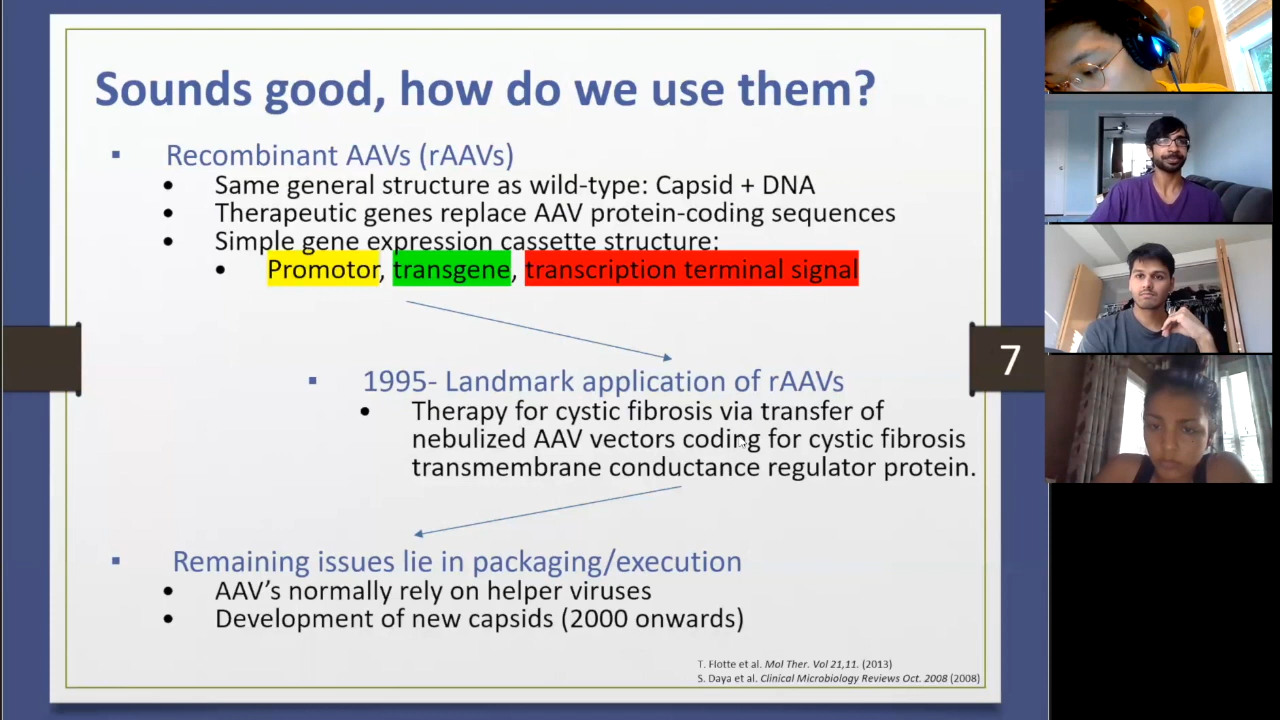 Sounds good, how do we use them?
▪ Recombinant AAVs (rAAVs)
• Same general structure as wild-type: Capsid + DNA
• Therapeutic genes replace AAV protein-coding sequences
• Simple gene expression cassette structure:
• Promotor, transgene, transcription terminal signal
7
▪ 1995- Landmark application of rAAVs
• Therapy for cystic fibrosis via transfer of
nebulized AAV vectors coding for cystic fibrosis
transmembrane conductance regulator protein.
▪ Remaining issues lie in packaging/execution
• AAV’s normally rely on helper viruses
• Development of new capsids (2000 onwards)
T. Flotte et al. Mol Ther. Vol 21,11. (2013)
S. Daya et al. Clinical Microbiology Reviews Oct. 2008 (2008)